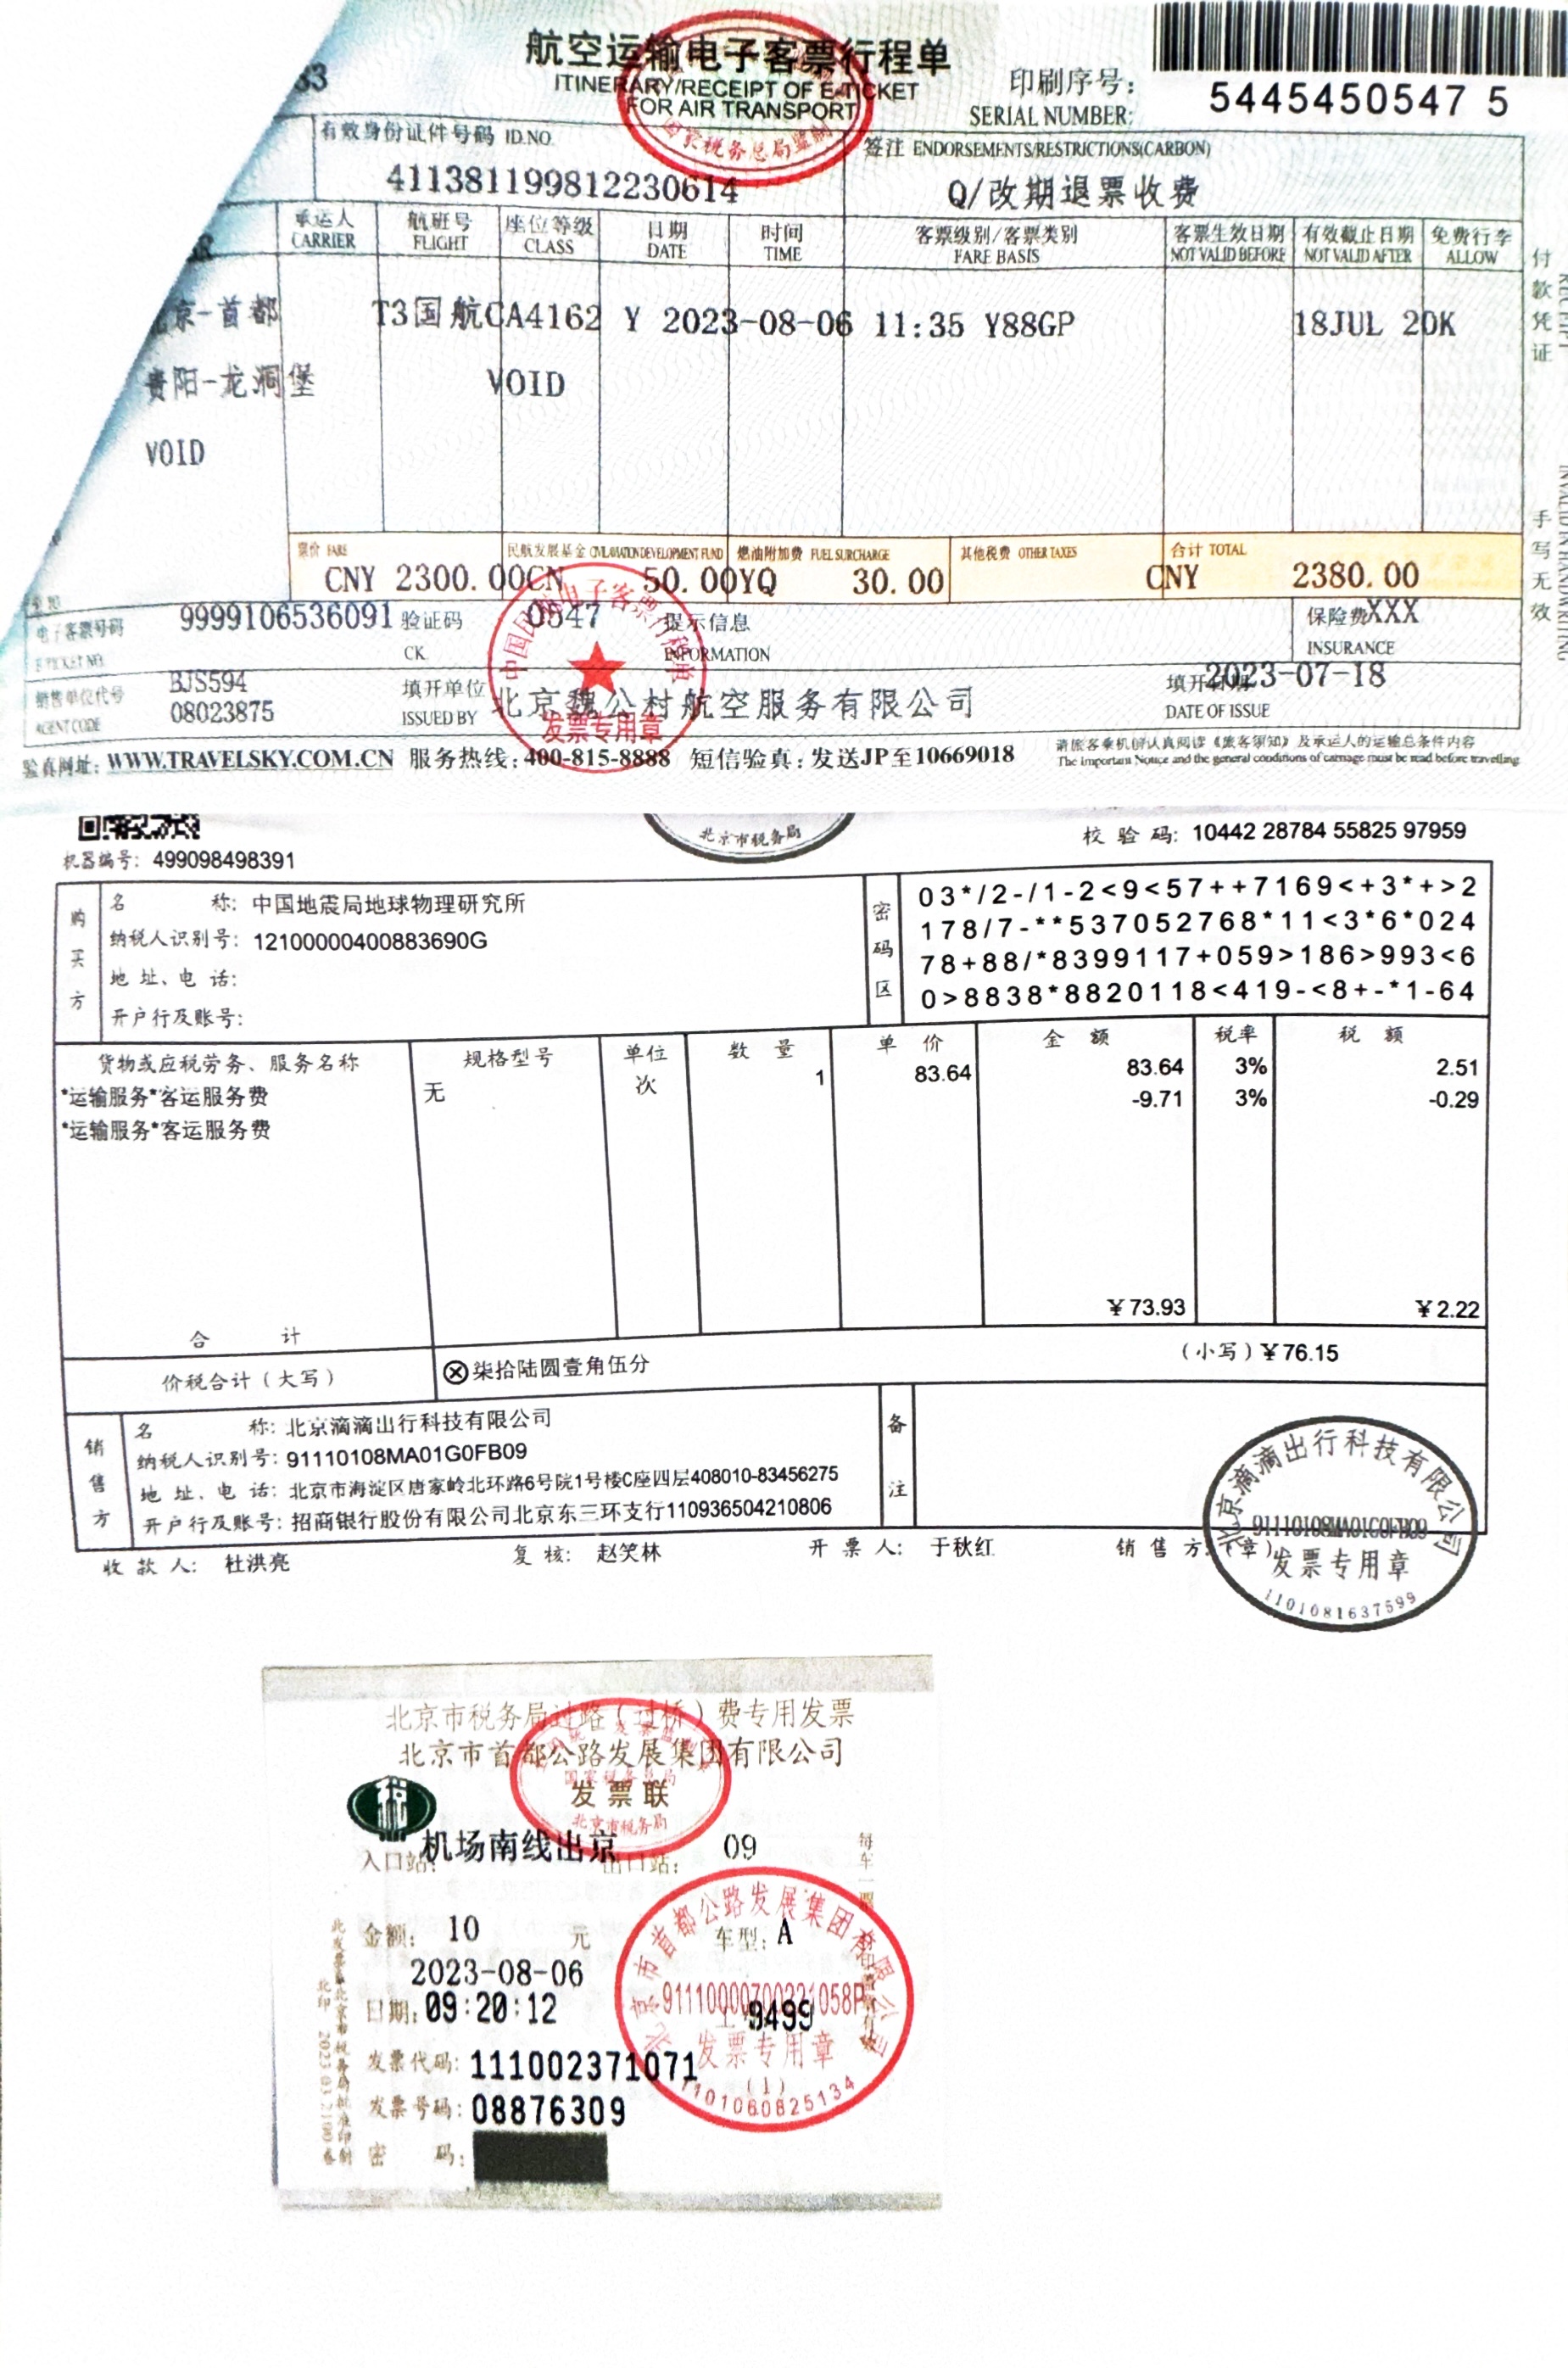 航空运输电子客票行程单
ITINERARY/RECEIPT OF E-TICKET
FOR AIR TRANSPORT
国家税务总局监制
印刷序号：
SERIAL NUMBER:
5445450547 5
有效身份证件号码 ID.NO.
411381199812230614
签注 ENDORSEMENTS/RESTRICTIONS(CARBON)
Q/改期退票收费
承运人 CARRIER 航班号 FLIGHT 座位等级 CLASS 日期 DATE 时间 TIME 客票级别/客票类别 FARE BASIS 客票生效日期 NOT VALID BEFORE 有效截止日期 NOT VALID AFTER 免费行李 ALLOW
京-首都 T3国航CA4162 Y 2023-08-06 11:35 Y88GP 18JUL 20K
贵阳-龙洞堡 VOID
VOID
付款凭证
手写无效
票价 FARE 民航发展基金 CIVIL AVIATION DEVELOPMENT FUND 燃油附加费 FUEL SURCHARGE 其他税费 OTHER TAXES 合计 TOTAL
CNY 2300.00CN 50.00YQ 30.00 CNY 2380.00
电子客票号码 E-TICKET NO. 9999106536091 验证码 CK. 0547 提示信息 INFORMATION 保险费 INSURANCE XXX
销售单位代号 AGENT CODE BJS594 08023875 填开单位 ISSUED BY 北京魏公村航空服务有限公司 填开日期 DATE OF ISSUE 2023-07-18
发票专用章
验真网址：WWW.TRAVELSKY.COM.CN 服务热线：400-815-8888 短信验真：发送JP至10669018
请旅客乘机前认真阅读《旅客须知》及承运人的运输总条件内容
The Important Notice and the general conditions of carriage must be read before travelling.
北京市税务局
机器编号：499098498391
校 验 码：10442 28784 55825 97959
购买方
名 称：中国地震局地球物理研究所
纳税人识别号：12100000400883690G
地 址、电 话：
开户行及账号：
密码区
03*/2-/1-2<9<57++7169<+3*+>2
178/7-**537052768*11<3*6*024
78+88/*8399117+059>186>993<6
0>8838*8820118<419-<8+-*1-64
货物或应税劳务、服务名称 规格型号 单位 数 量 单 价 金 额 税率 税 额
*运输服务*客运服务费 无 次 1 83.64 83.64 3% 2.51
*运输服务*客运服务费 -9.71 3% -0.29
合 计 ￥73.93 ￥2.22
价税合计（大写） ⊗柒拾陆圆壹角伍分 （小写）￥76.15
销售方
名 称：北京滴滴出行科技有限公司
纳税人识别号：91110108MA01G0FB09
地 址、电 话：北京市海淀区唐家岭北环路6号院1号楼C座四层408010-83456275
开户行及账号：招商银行股份有限公司北京东三环支行110936504210806
备注
收 款 人：杜洪亮 复 核：赵笑林 开 票 人：于秋红 销 售 方：（章）
北京滴滴出行科技有限公司
91110108MA01G0FB09
发票专用章
1101081637599
北京市税务局过路（过桥）费专用发票
北京市首都公路发展集团有限公司
国家税务总局
发票联
北京市税务局
入口站：机场南线出京 出口站：09
每车一票
金额：10 元 车型：A
2023-08-06
日期：09:20:12
9499
发票代码：111002371071
发票号码：08876309
密 码：
北京市首都公路发展集团有限公司
91110000700221058P
发票专用章
（1）
1101060825134